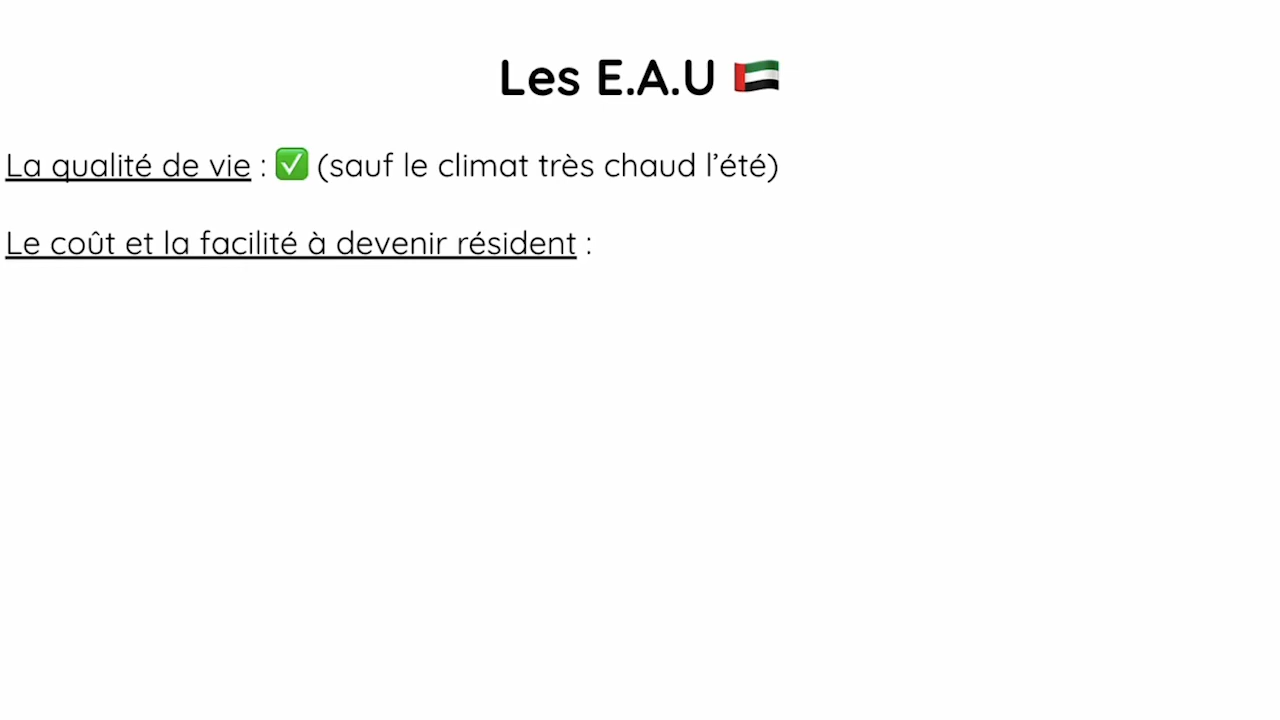 Les E.A.U 🇦🇪
La qualité de vie : ✅ (sauf le climat très chaud l’été)
Le coût et la facilité à devenir résident :